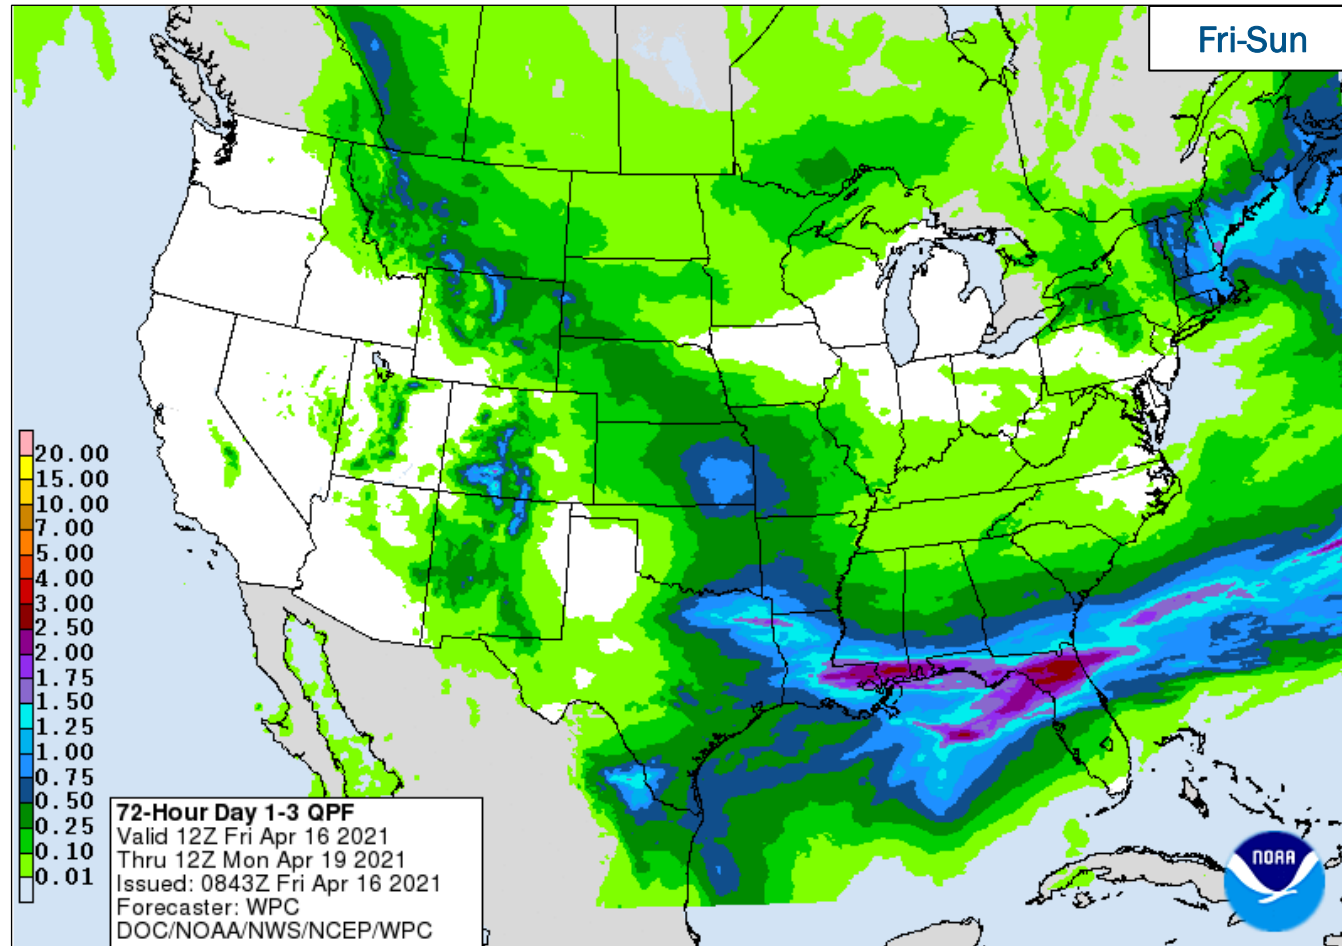 Fri-Sun
20.00
15.00
10.00
7.00
5.00
4.00
3.00
2.50
2.00
1.75
1.50
1.25
1.00
0.75
0.50
0.25
0.10
0.01
72-Hour Day 1-3 QPF
Valid 12Z Fri Apr 16 2021
Thru 12Z Mon Apr 19 2021
Issued: 0843Z Fri Apr 16 2021
Forecaster: WPC
DOC/NOAA/NWS/NCEP/WPC
NOAA